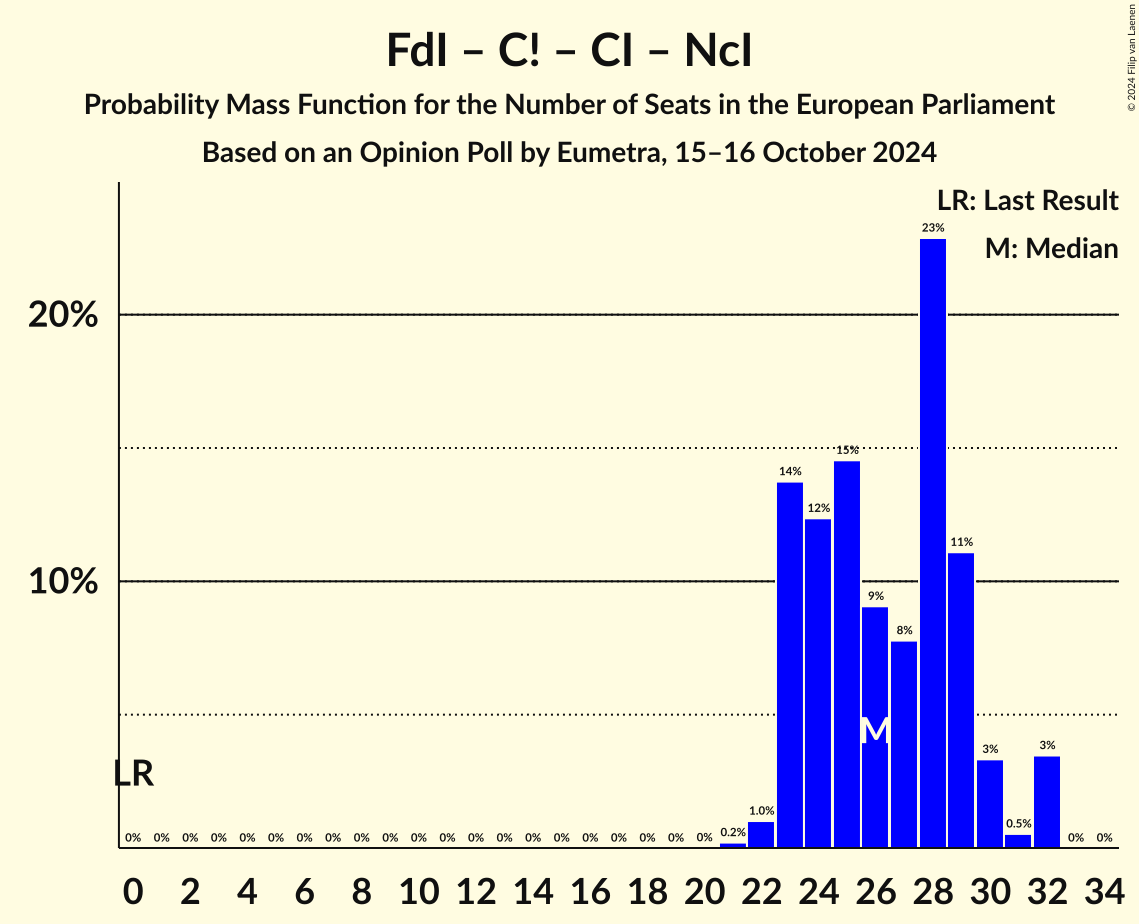 FdI – C! – CI – NcI
Probability Mass Function for the Number of Seats in the European Parliament
Based on an Opinion Poll by Eumetra, 15–16 October 2024
© 2024 Filip van Laenen
LR: Last Result
M: Median
20%
10%
LR
M
0% 0% 0% 0% 0% 0% 0% 0% 0% 0% 0% 0% 0% 0% 0% 0% 0% 0% 0% 0% 0% 0.2% 1.0% 14% 12% 15% 9% 8% 23% 11% 3% 0.5% 3% 0% 0%
0 2 4 6 8 10 12 14 16 18 20 22 24 26 28 30 32 34